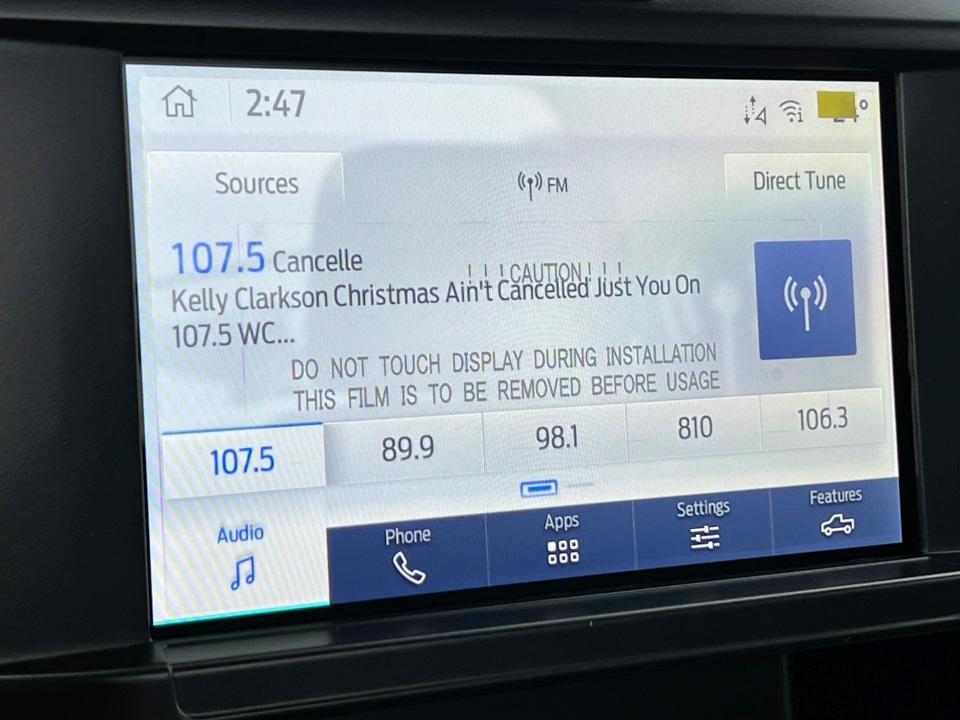 2:47
Sources
FM
Direct Tune
107.5 Cancelle
! ! ! CAUTION ! ! !
Kelly Clarkson Christmas Ain't Cancelled Just You On
107.5 WC...
DO NOT TOUCH DISPLAY DURING INSTALLATION
THIS FILM IS TO BE REMOVED BEFORE USAGE
107.5
89.9
98.1
810
106.3
Audio
Phone
Apps
Settings
Features